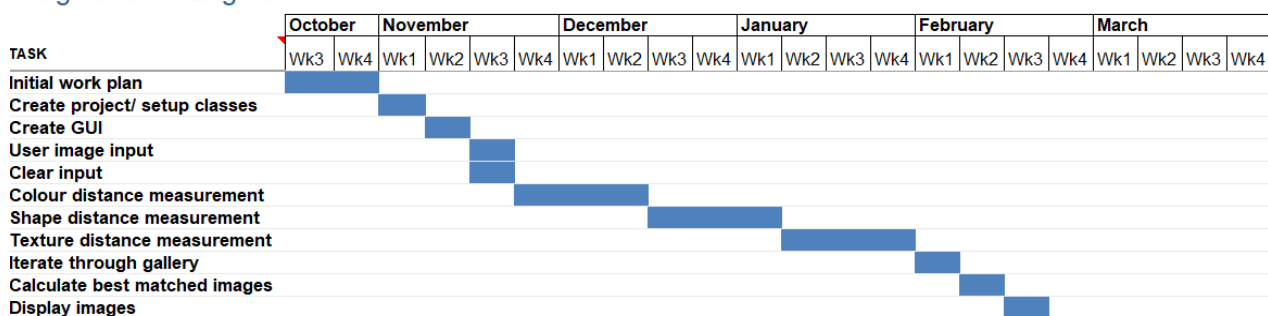 October November December January February March
TASK Wk3 Wk4 Wk1 Wk2 Wk3 Wk4 Wk1 Wk2 Wk3 Wk4 Wk1 Wk2 Wk3 Wk4 Wk1 Wk2 Wk3 Wk4 Wk1 Wk2 Wk3 Wk4
Initial work plan
Create project/ setup classes
Create GUI
User image input
Clear input
Colour distance measurement
Shape distance measurement
Texture distance measurement
Iterate through gallery
Calculate best matched images
Display images